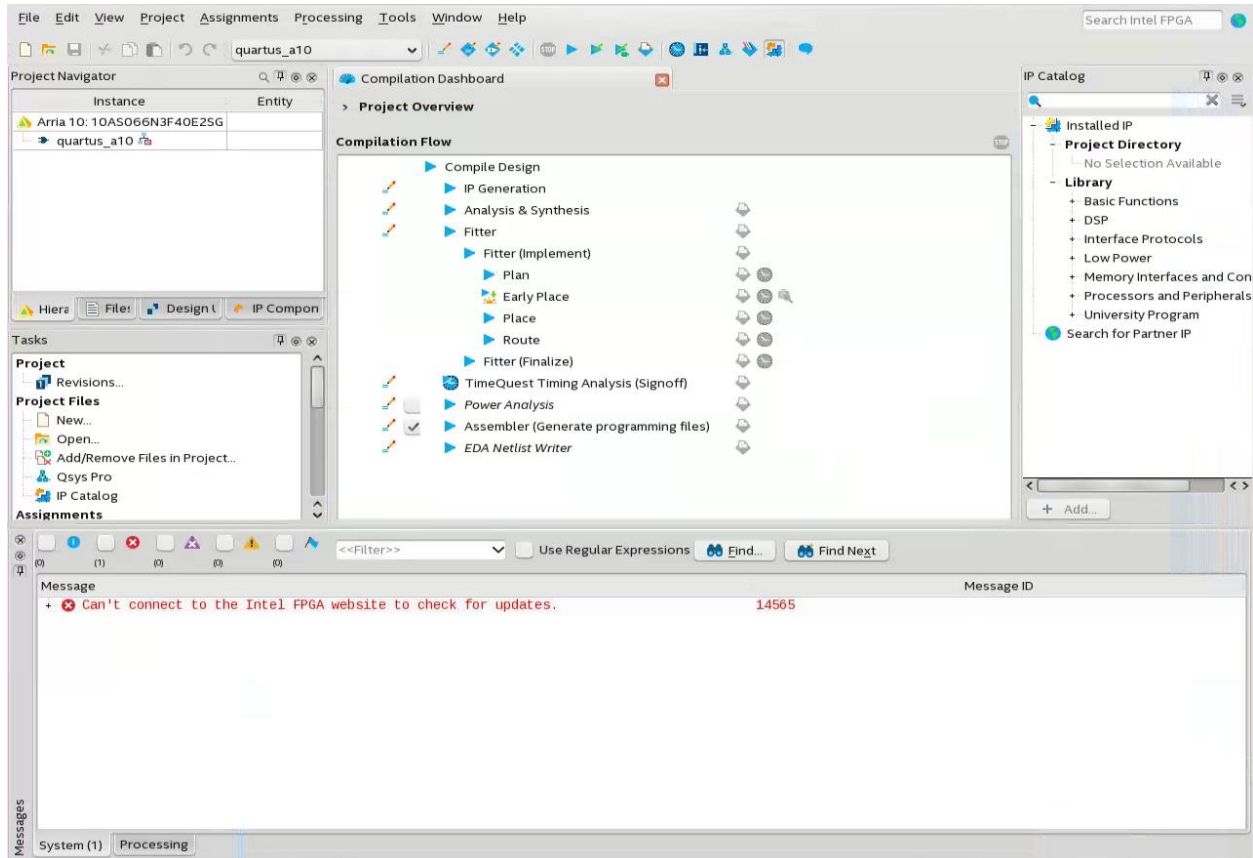 File Edit View Project Assignments Processing Tools Window Help
Search Intel FPGA
quartus_a10
Project Navigator
Instance Entity
Arria 10: 10AS066N3F40E2SG
quartus_a10
Hiera Files Design U IP Compon
Tasks
Project
Revisions...
Project Files
New...
Open...
Add/Remove Files in Project...
Qsys Pro
IP Catalog
Assignments
Compilation Dashboard
> Project Overview
Compilation Flow
STOP
Compile Design
IP Generation
Analysis & Synthesis
Fitter
Fitter (Implement)
Plan
Early Place
Place
Route
Fitter (Finalize)
TimeQuest Timing Analysis (Signoff)
Power Analysis
Assembler (Generate programming files)
EDA Netlist Writer
IP Catalog
Installed IP
Project Directory
No Selection Available
Library
+ Basic Functions
+ DSP
+ Interface Protocols
+ Low Power
+ Memory Interfaces and Con
+ Processors and Peripherals
+ University Program
Search for Partner IP
+ Add...
<<Filter>> Use Regular Expressions Find... Find Next
(0) (1) (0) (0) (0)
Message Message ID
+ Can't connect to the Intel FPGA website to check for updates. 14565
Messages
System (1) Processing